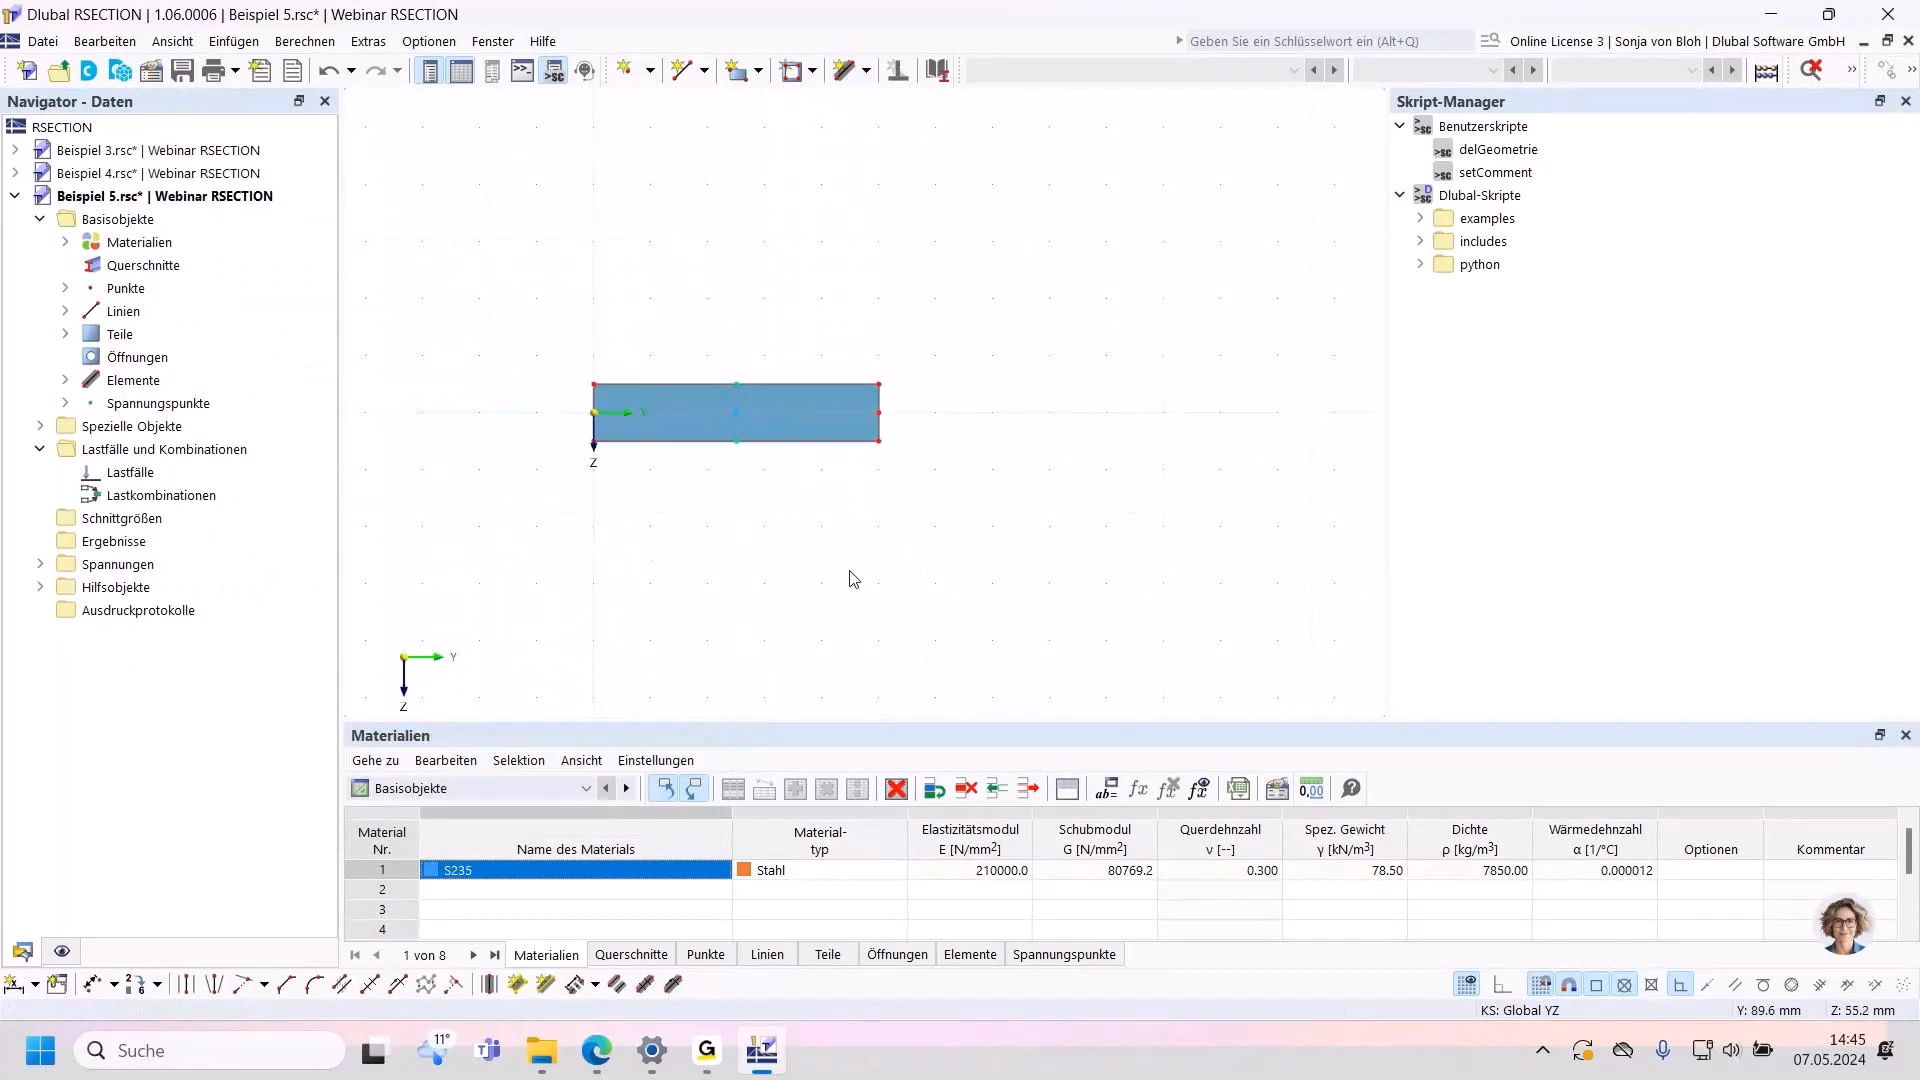 Dlubal RSECTION | 1.06.0006 | Beispiel 5.rsc* | Webinar RSECTION
Datei Bearbeiten Ansicht Einfügen Berechnen Extras Optionen Fenster Hilfe
Geben Sie ein Schlüsselwort ein (Alt+Q)
Online License 3 | Sonja von Bloh | Dlubal Software GmbH
Navigator - Daten
RSECTION
Beispiel 3.rsc* | Webinar RSECTION
Beispiel 4.rsc* | Webinar RSECTION
Beispiel 5.rsc* | Webinar RSECTION
Basisobjekte
Materialien
Querschnitte
Punkte
Linien
Teile
Öffnungen
Elemente
Spannungspunkte
Spezielle Objekte
Lastfälle und Kombinationen
Lastfälle
Lastkombinationen
Schnittgrößen
Ergebnisse
Spannungen
Hilfsobjekte
Ausdruckprotokolle
Y
Z
Y
Z
Skript-Manager
Benutzerskripte
delGeometrie
setComment
Dlubal-Skripte
examples
includes
python
Materialien
Gehe zu Bearbeiten Selektion Ansicht Einstellungen
Basisobjekte
Material Nr.
Name des Materials
Material-typ
Elastizitätsmodul E [N/mm²]
Schubmodul G [N/mm²]
Querdehnzahl ν [--]
Spez. Gewicht γ [kN/m³]
Dichte ρ [kg/m³]
Wärmedehnzahl α [1/°C]
Optionen
Kommentar
1 S235 Stahl 210000.0 80769.2 0.300 78.50 7850.00 0.000012
2
3
4
1 von 8 Materialien Querschnitte Punkte Linien Teile Öffnungen Elemente Spannungspunkte
KS: Global YZ Y: 89.6 mm Z: 55.2 mm
Suche
11°
14:45
07.05.2024